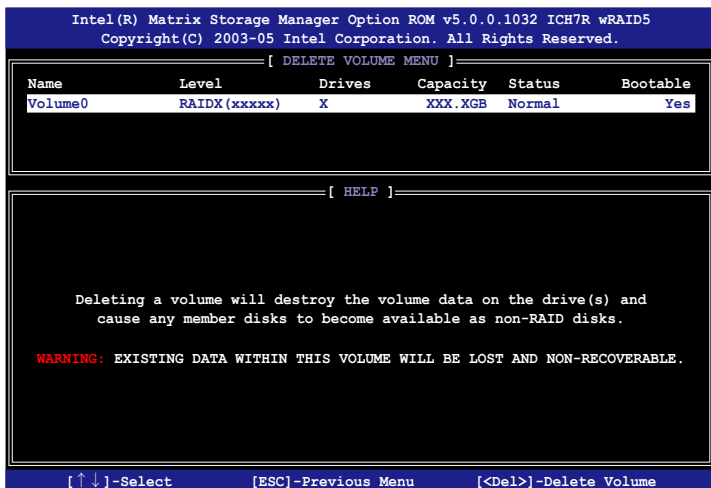 Intel(R) Matrix Storage Manager Option ROM v5.0.0.1032 ICH7R wRAID5
Copyright(C) 2003-05 Intel Corporation. All Rights Reserved.
[ DELETE VOLUME MENU ]
Name Level Drives Capacity Status Bootable
Volume0 RAIDX(xxxxx) X XXX.XGB Normal Yes
[ HELP ]
Deleting a volume will destroy the volume data on the drive(s) and
cause any member disks to become available as non-RAID disks.
WARNING: EXISTING DATA WITHIN THIS VOLUME WILL BE LOST AND NON-RECOVERABLE.
[↑↓]-Select [ESC]-Previous Menu [<Del>]-Delete Volume